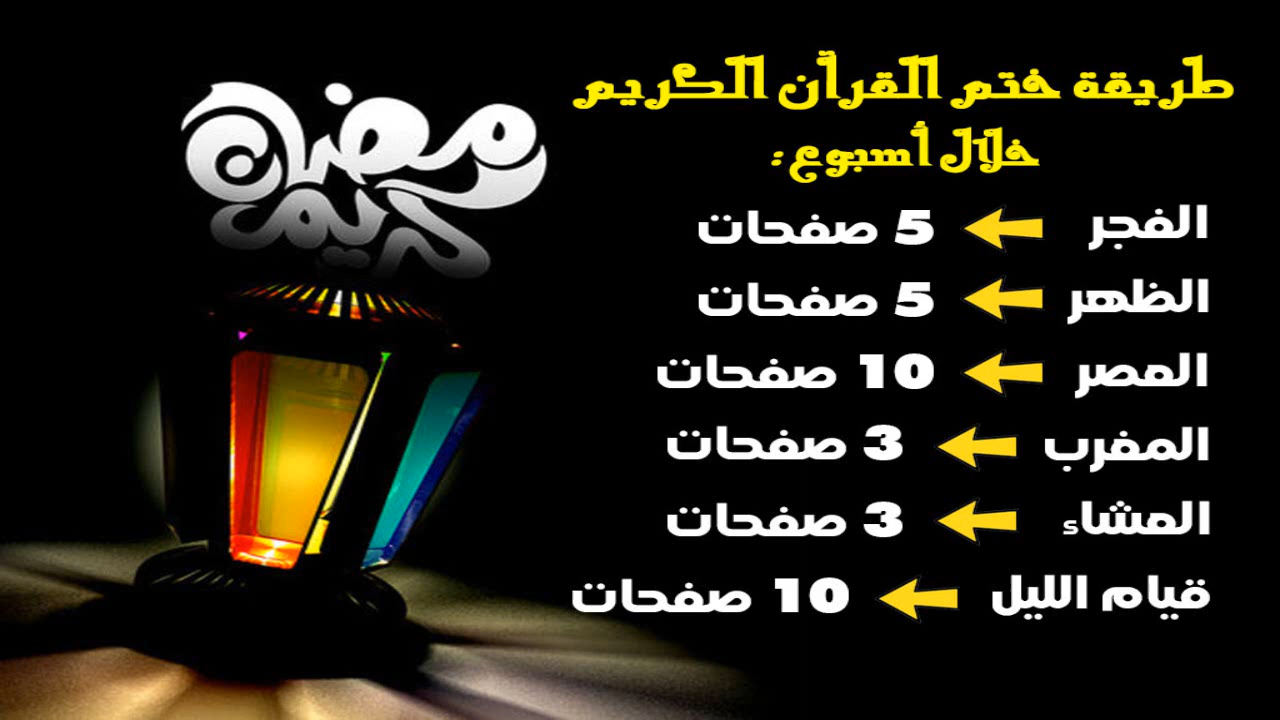 رمضان
كريم
طريقة ختم القرآن الكريم
خلال أسبوع:
الفجر ← 5 صفحات
الظهر ← 5 صفحات
العصر ← 10 صفحات
المغرب ← 3 صفحات
العشاء ← 3 صفحات
قيام الليل ← 10 صفحات